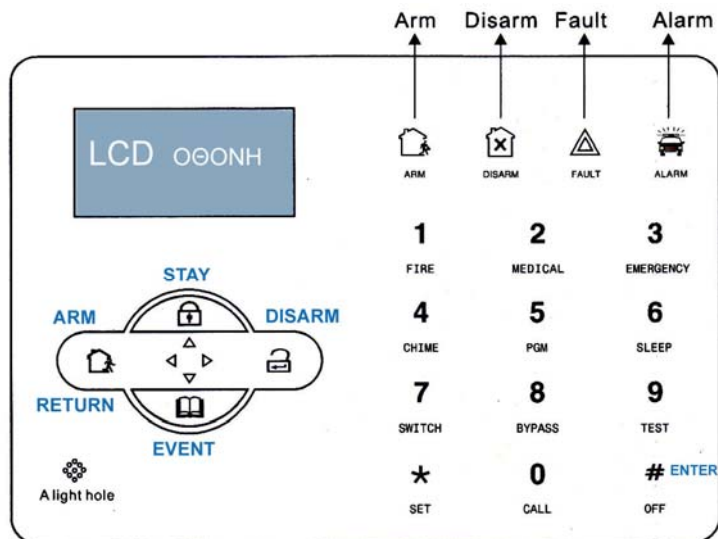 Arm Disarm Fault Alarm
LCD ΟΘΟΝΗ
ARM DISARM FAULT ALARM
1 2 3
FIRE MEDICAL EMERGENCY
STAY
4 5 6
CHIME PGM SLEEP
ARM DISARM
RETURN
7 8 9
SWITCH BYPASS TEST
EVENT
* 0 # ENTER
SET CALL OFF
A light hole